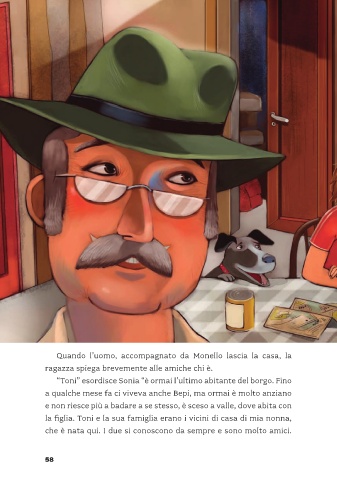 Quando l'uomo, accompagnato da Monello lascia la casa, la
ragazza spiega brevemente alle amiche chi è.
"Toni" esordisce Sonia "è ormai l'ultimo abitante del borgo. Fino
a qualche mese fa ci viveva anche Bepi, ma ormai è molto anziano
e non riesce più a badare a se stesso, è sceso a valle, dove abita con
la figlia. Toni e la sua famiglia erano i vicini di casa di mia nonna,
che è nata qui. I due si conoscono da sempre e sono molto amici.
58